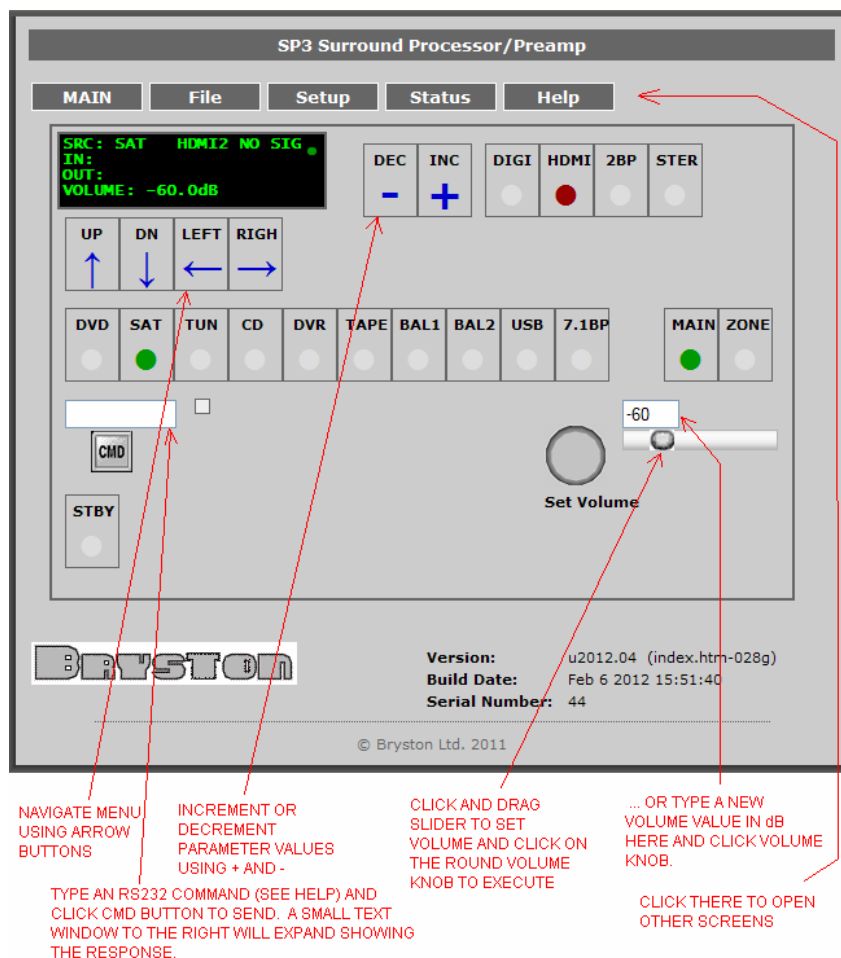 SP3 Surround Processor/Preamp
MAIN File Setup Status Help
SRC: SAT HDMI2 NO SIG
IN:
OUT:
VOLUME: -60.0dB
DEC INC DIGI HDMI 2BP STER
- +
UP DN LEFT RIGH
DVD SAT TUN CD DVR TAPE BAL1 BAL2 USB 7.1BP MAIN ZONE
-60
CMD
Set Volume
STBY
BRYSTON
Version: u2012.04 (index.htm-028g)
Build Date: Feb 6 2012 15:51:40
Serial Number: 44
© Bryston Ltd. 2011
NAVIGATE MENU
USING ARROW
BUTTONS
INCREMENT OR
DECREMENT
PARAMETER VALUES
USING + AND -
CLICK AND DRAG
SLIDER TO SET
VOLUME AND CLICK ON
THE ROUND VOLUME
KNOB TO EXECUTE
... OR TYPE A NEW
VOLUME VALUE IN dB
HERE AND CLICK VOLUME
KNOB.
TYPE AN RS232 COMMAND (SEE HELP) AND
CLICK CMD BUTTON TO SEND. A SMALL TEXT
WINDOW TO THE RIGHT WILL EXPAND SHOWING
THE RESPONSE.
CLICK THERE TO OPEN
OTHER SCREENS